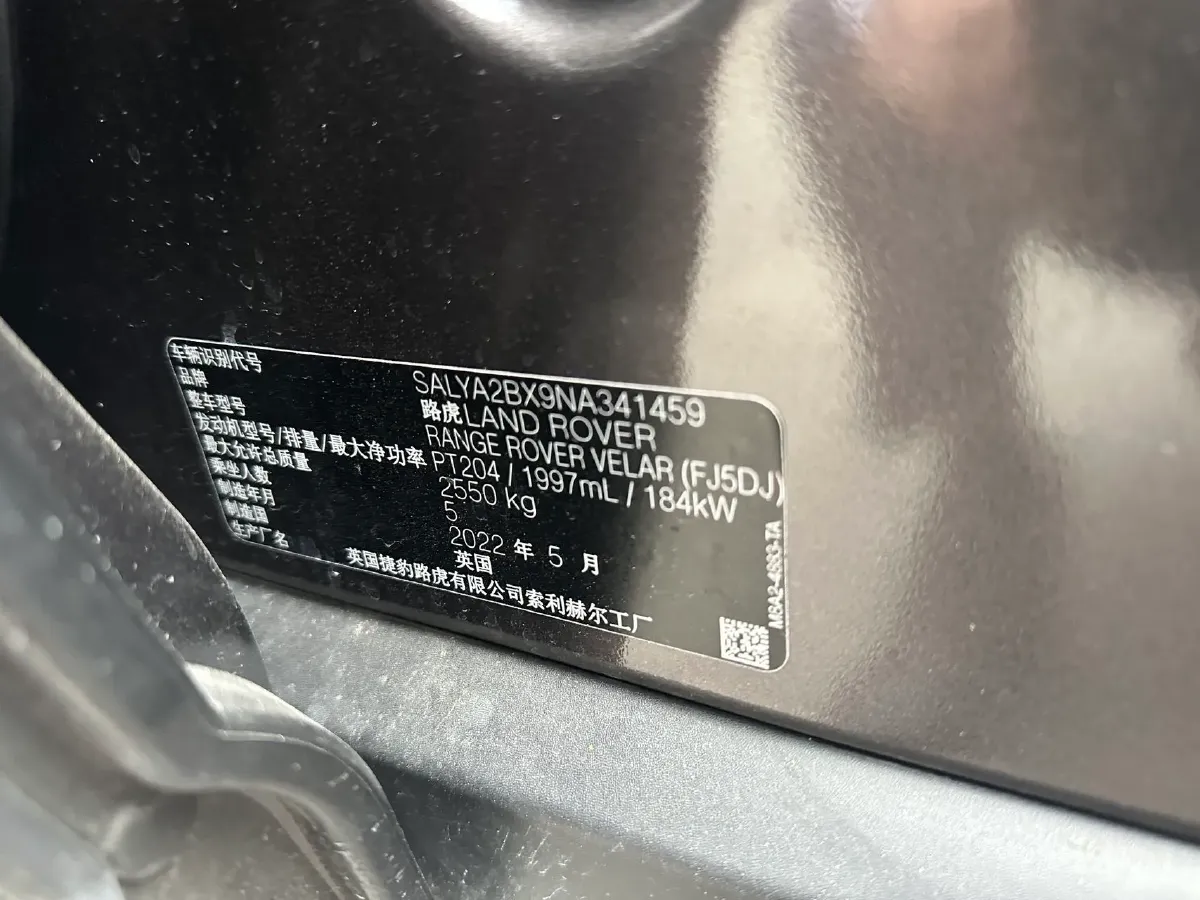 车辆识别代号 SALYA2BX9NA341459
品牌 路虎LAND ROVER
整车型号 RANGE ROVER VELAR (FJ5DJ)
发动机型号/排量/最大净功率 PT204 / 1997mL / 184kW
最大允许总质量 2550 kg
乘坐人数 5
制造年月 2022 年 5 月
制造国 英国
生产厂名 英国捷豹路虎有限公司索利赫尔工厂
M8A2-4883-TA